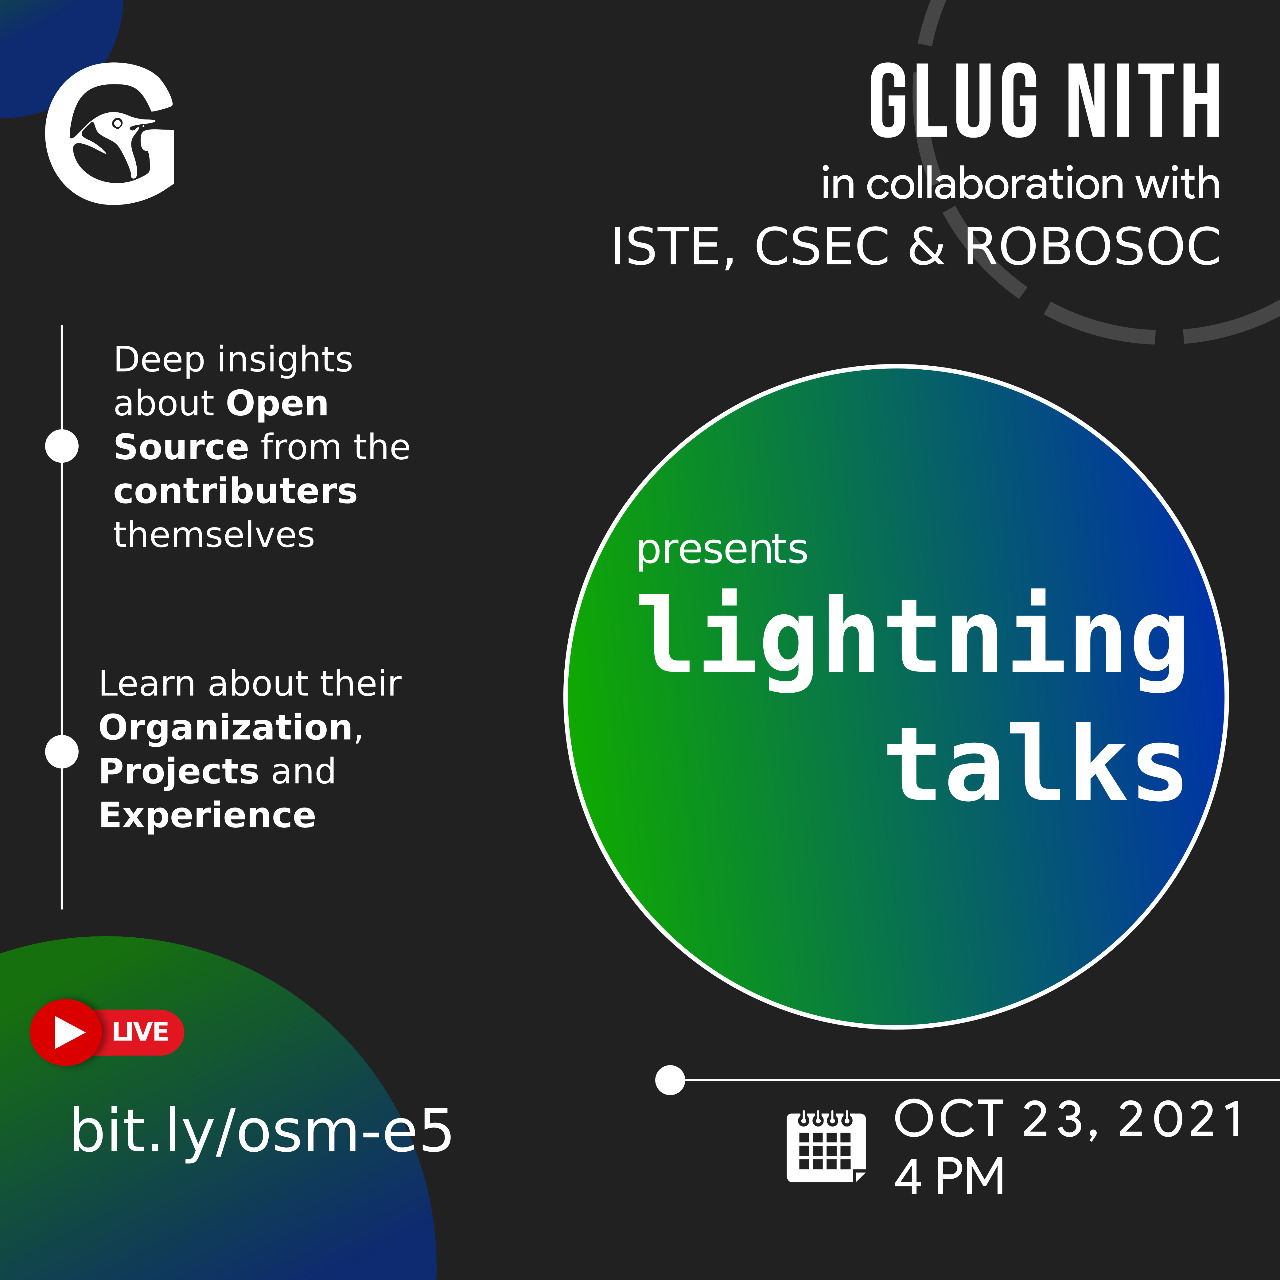 GLUG NITH
in collaboration with
ISTE, CSEC & ROBOSOC
Deep insights
about Open
Source from the
contributers
themselves
Learn about their
Organization,
Projects and
Experience
presents
lightning
talks
LIVE
bit.ly/osm-e5
OCT 23, 2021
4 PM